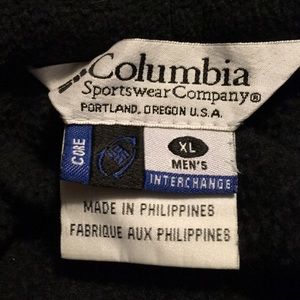 Columbia
Sportswear Company®
PORTLAND, OREGON U.S.A.
CORE
XL
MEN'S
INTERCHANGE
MADE IN PHILIPPINES
FABRIQUE AUX PHILIPPINES